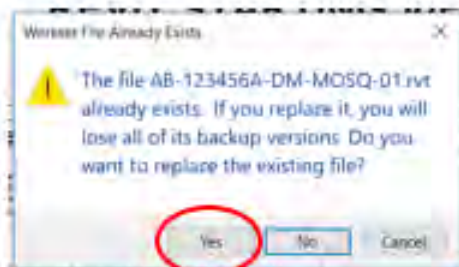 Workset File Already Exists
The file AB-123456A-DM-MOSQ-01.rvt
already exists. If you replace it, you will
lose all of its backup versions. Do you
want to replace the existing file?
Yes
No
Cancel